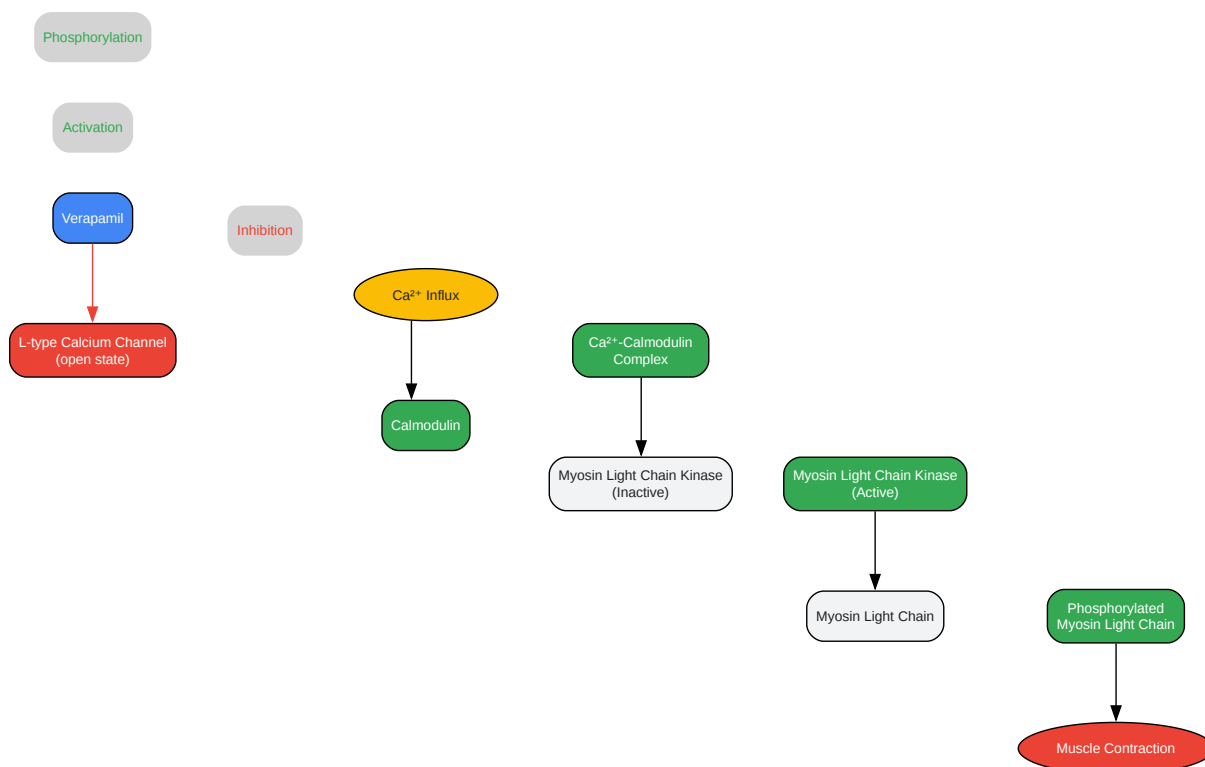 Phosphorylation
Activation
Verapamil
Inhibition
Ca²⁺ Influx
L-type Calcium Channel
(open state)
Ca²⁺-Calmodulin
Complex
Calmodulin
Myosin Light Chain Kinase
(Inactive)
Myosin Light Chain Kinase
(Active)
Myosin Light Chain
Phosphorylated
Myosin Light Chain
Muscle Contraction